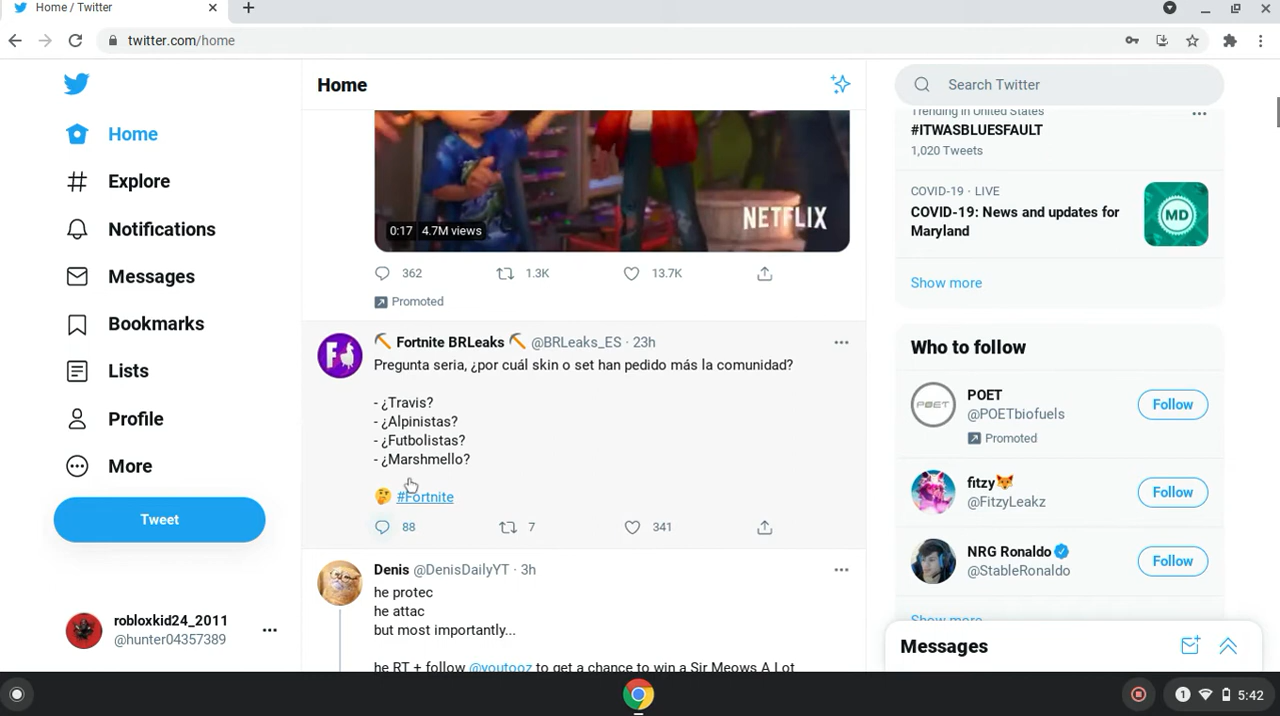 Home / Twitter
twitter.com/home
Home
Search Twitter
Home
Explore
Notifications
Messages
Bookmarks
Lists
Profile
More
Tweet
robloxkid24_2011
@hunter04357389
NETFLIX
0:17 4.7M views
362 1.3K 13.7K
Promoted
Fortnite BRLeaks @BRLeaks_ES · 23h
Pregunta seria, ¿por cuál skin o set han pedido más la comunidad?
- ¿Travis?
- ¿Alpinistas?
- ¿Futbolistas?
- ¿Marshmello?
#Fortnite
88 7 341
Denis @DenisDailyYT · 3h
he protec
he attac
but most importantly...
he RT + follow @youtooz to get a chance to win a Sir Meows A Lot
Trending in United States
#ITWASBLUESFAULT
1,020 Tweets
COVID-19 · LIVE
COVID-19: News and updates for
Maryland
MD
Show more
Who to follow
POET
@POETbiofuels
Promoted
Follow
fitzy
@FitzyLeakz
Follow
NRG Ronaldo
@StableRonaldo
Follow
Show more
Messages
1 5:42